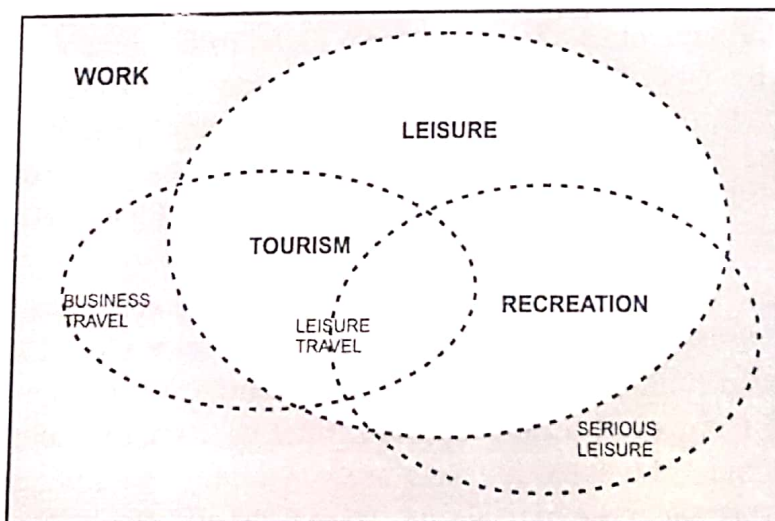 WORK
LEISURE
TOURISM
BUSINESS
TRAVEL
LEISURE
TRAVEL
RECREATION
SERIOUS
LEISURE